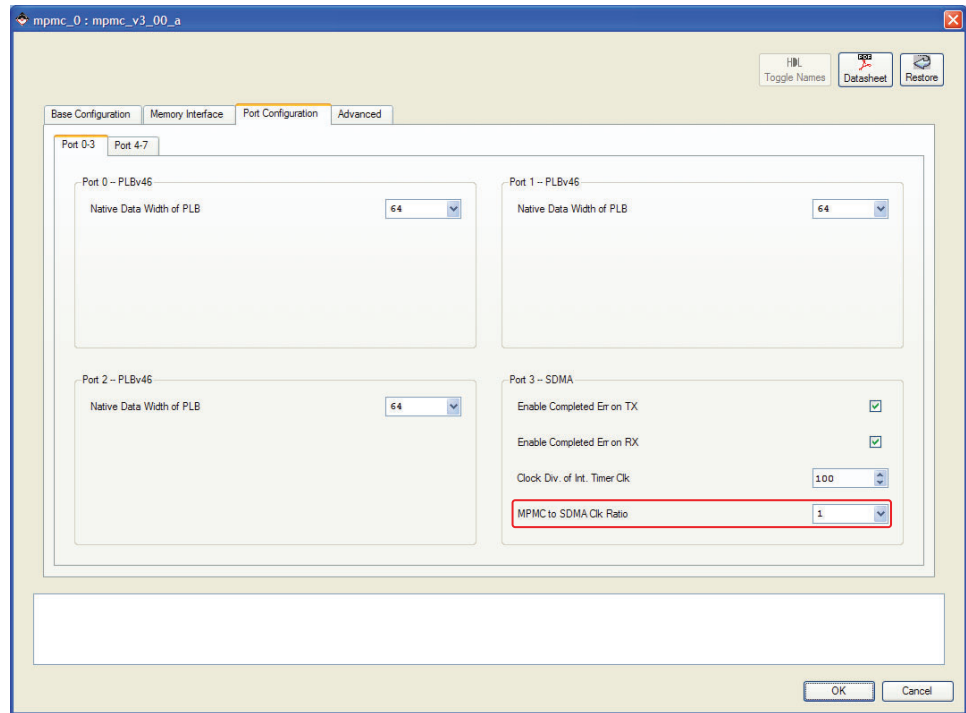 mpmc_0 : mpmc_v3_00_a
HDL
Toggle Names
PDF
Datasheet
Restore
Base Configuration
Memory Interface
Port Configuration
Advanced
Port 0-3
Port 4-7
Port 0 -- PLBv46
Native Data Width of PLB
64
Port 1 -- PLBv46
Native Data Width of PLB
64
Port 2 -- PLBv46
Native Data Width of PLB
64
Port 3 -- SDMA
Enable Completed Err on TX
Enable Completed Err on RX
Clock Div. of Int. Timer Clk
100
MPMC to SDMA Clk Ratio
1
OK
Cancel